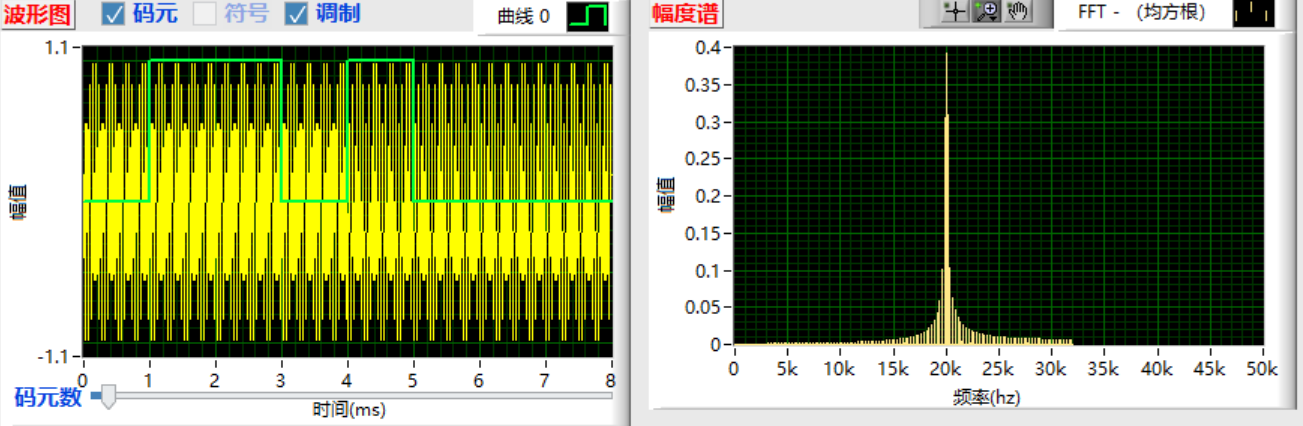 波形图 码元 符号 调制 曲线 0
1.1
-1.1
幅值
0 1 2 3 4 5 6 7 8
码元数
时间(ms)
幅度谱 FFT - (均方根)
0.4
0.35
0.3
0.25
0.2
0.15
0.1
0.05
0
幅值
0 5k 10k 15k 20k 25k 30k 35k 40k 45k 50k
频率(hz)